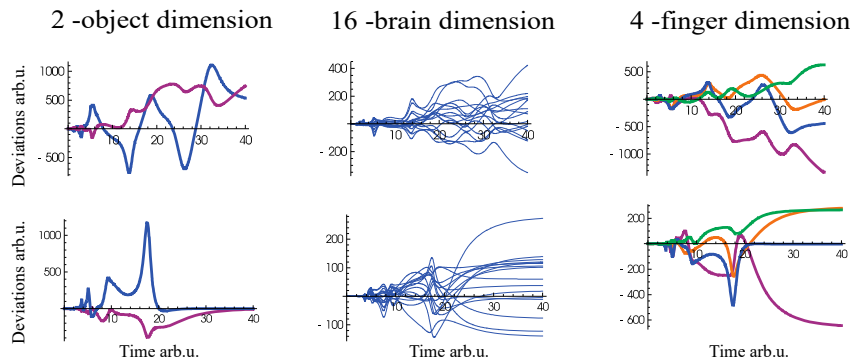 2 -object dimension
16 -brain dimension
4 -finger dimension
Deviations arb.u.
1000
500
- 500
10 20 30 40
400
200
- 200
10 20 30 40
500
- 500
- 1000
10 20 30 40
Deviations arb.u.
1000
500
10 20 30 40
Time arb.u.
200
100
- 100
10 20 30 40
Time arb.u.
200
- 200
- 400
- 600
10 20 30 40
Time arb.u.